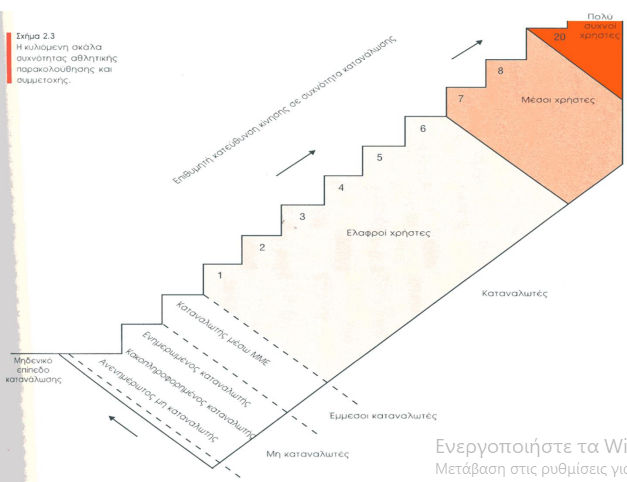 Σχήμα 2.3
Η κυλιόμενη σκάλα
συχνότητας αθλητικής
παρακολούθησης και
συμμετοχής.
Επιθυμητή κατεύθυνση κίνησης σε συχνότητα κατανάλωσης
Πολύ
συχνοί
χρήστες
20
8
7
Μέσοι χρήστες
6
5
4
3
2
1
Ελαφροί χρήστες
Καταναλωτές
Καταναλωτής μέσω ΜΜΕ
Ενημερωμένος καταναλωτής
Κακοπληροφορημένος καταναλωτής
Ανενημέρωτος μη καταναλωτής
Μηδενικό
επίπεδο
κατανάλωσης
Εμμεσοι καταναλωτές
Μη καταναλωτές
Ενεργοποιήστε τα Wi
Μετάβαση στις ρυθμίσεις για